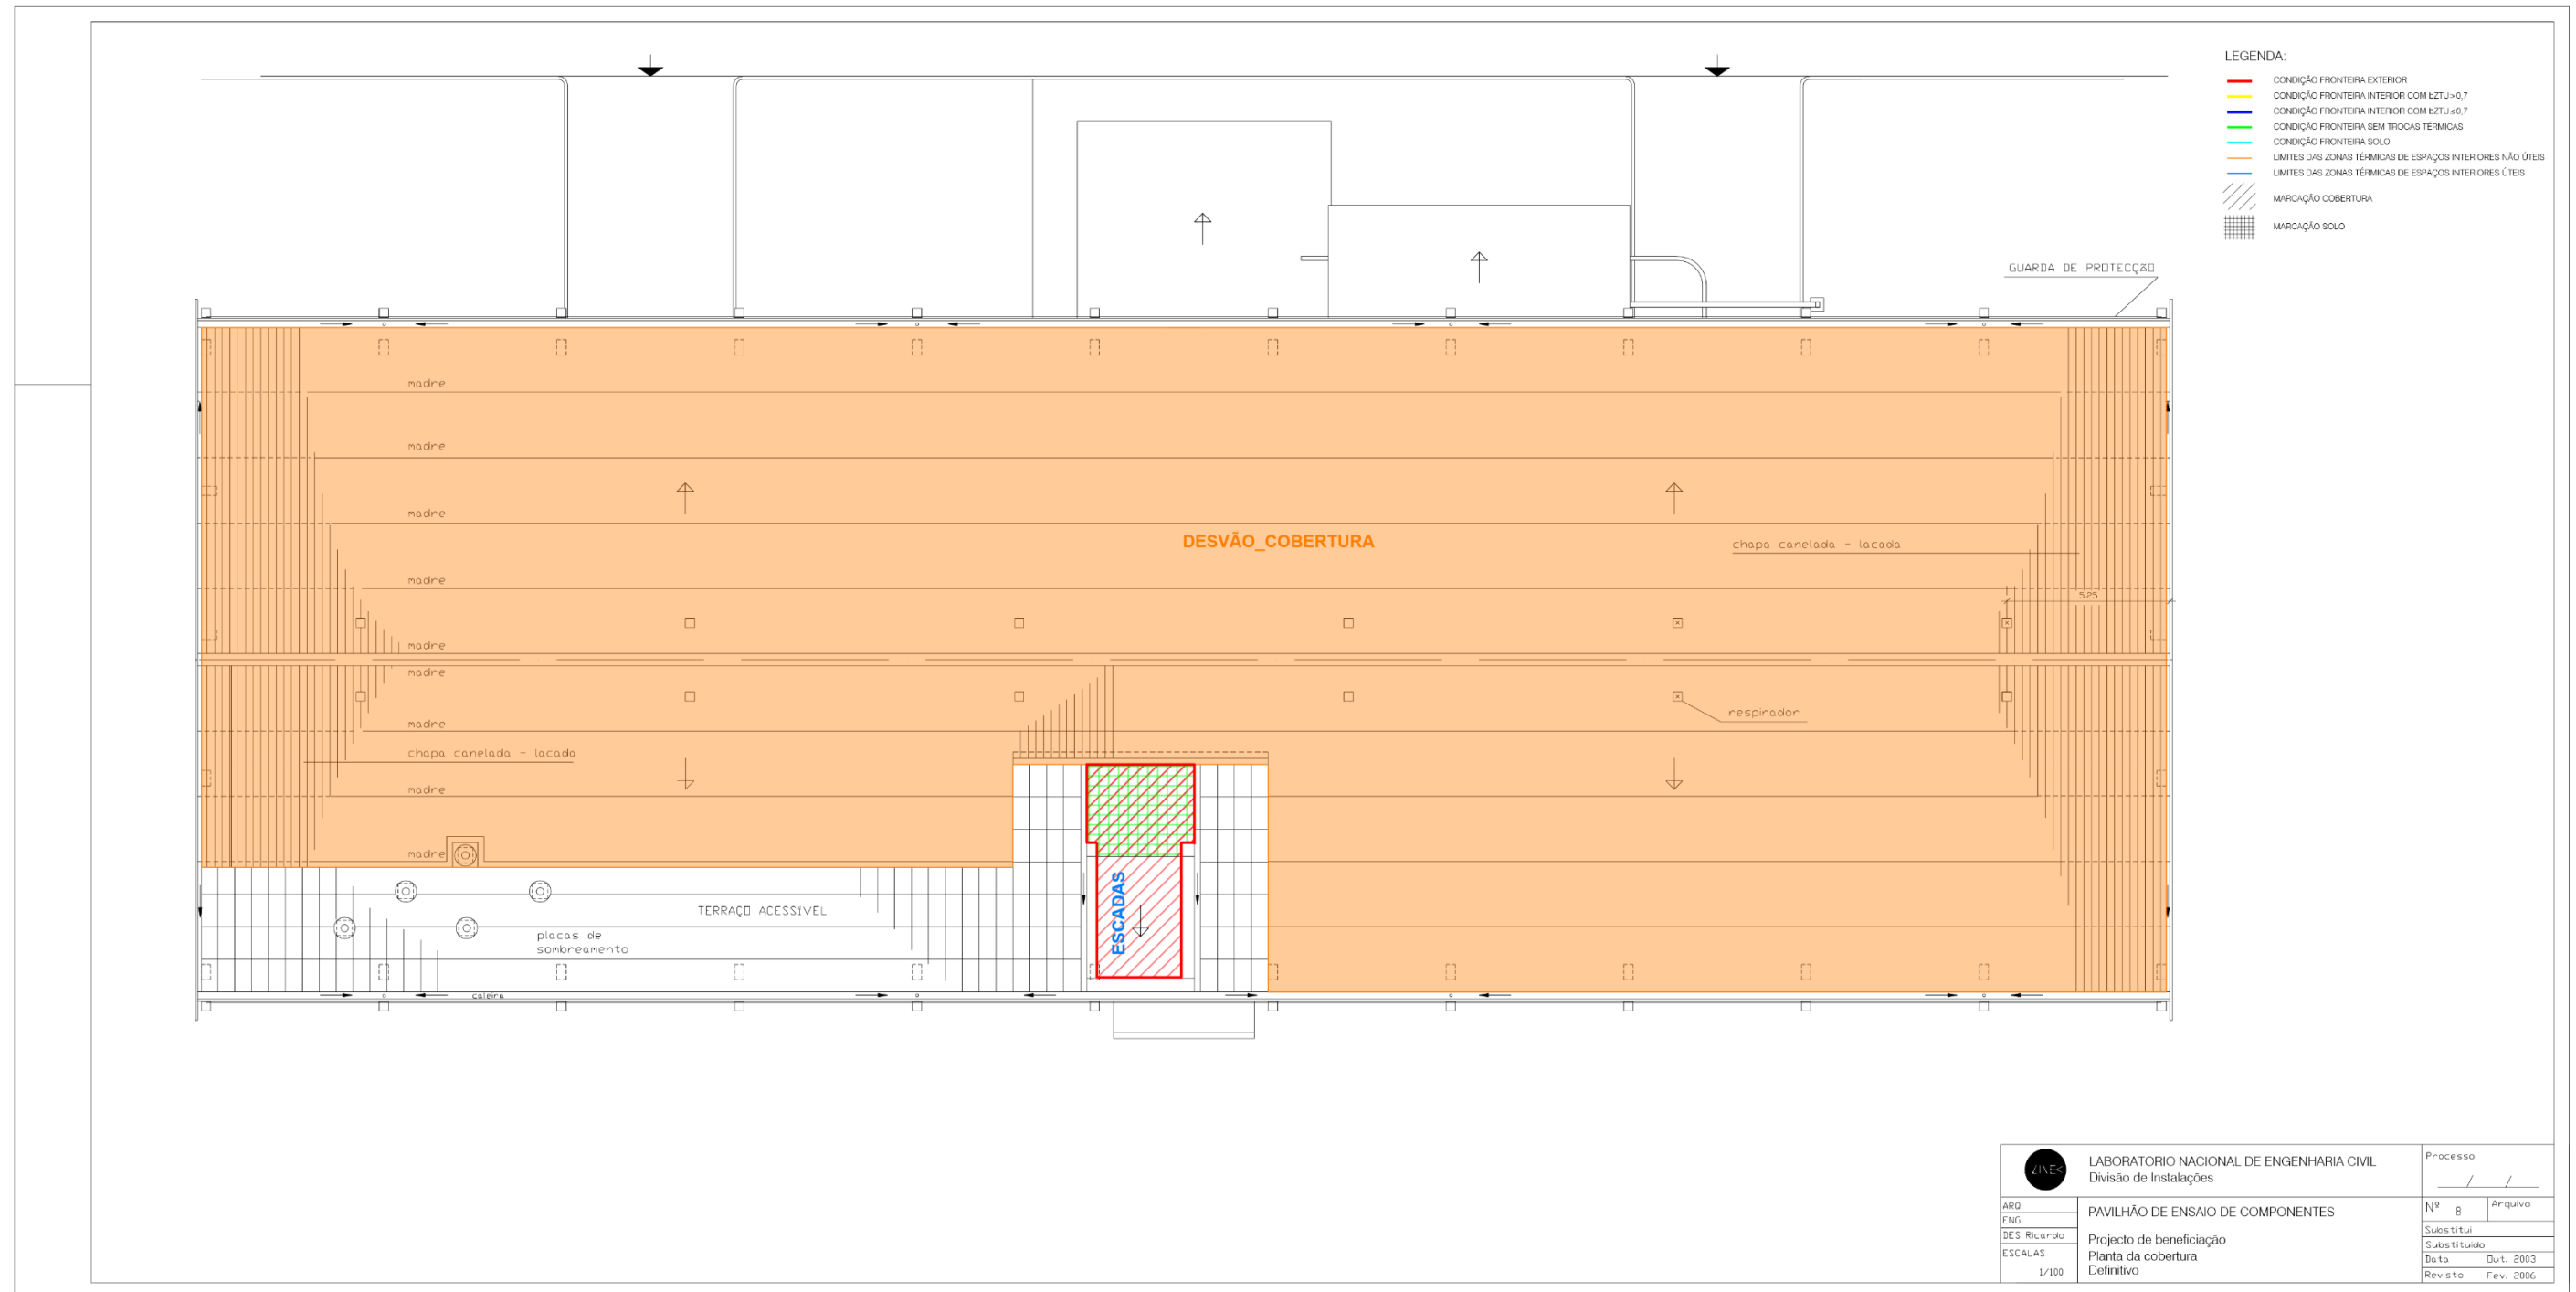 LEGENDA:
CONDIÇÃO FRONTEIRA EXTERIOR
CONDIÇÃO FRONTEIRA INTERIOR COM bZTU>0,7
CONDIÇÃO FRONTEIRA INTERIOR COM bZTU≤0,7
CONDIÇÃO FRONTEIRA SEM TROCAS TÉRMICAS
CONDIÇÃO FRONTEIRA SOLO
LIMITES DAS ZONAS TÉRMICAS DE ESPAÇOS INTERIORES NÃO ÚTEIS
LIMITES DAS ZONAS TÉRMICAS DE ESPAÇOS INTERIORES ÚTEIS
MARCAÇÃO COBERTURA
MARCAÇÃO SOLO
GUARDA DE PROTECÇÃO
madre
madre
madre
DESVÃO_COBERTURA
chapa canelada - lacada
madre
5.25
madre
madre
respirador
madre
chapa canelada - lacada
madre
madre
ESCADAS
TERRAÇO ACESSÍVEL
placas de
sombreamento
caleira
LNEC
LABORATORIO NACIONAL DE ENGENHARIA CIVIL
Divisão de Instalações
Processo
/ /
ARQ.
ENG.
DES. Ricardo
ESCALAS
1/100
PAVILHÃO DE ENSAIO DE COMPONENTES
Projecto de beneficiação
Planta da cobertura
Definitivo
Nº 8
Arquivo
Substitui
Substituido
Data Out. 2003
Revisto Fev. 2006